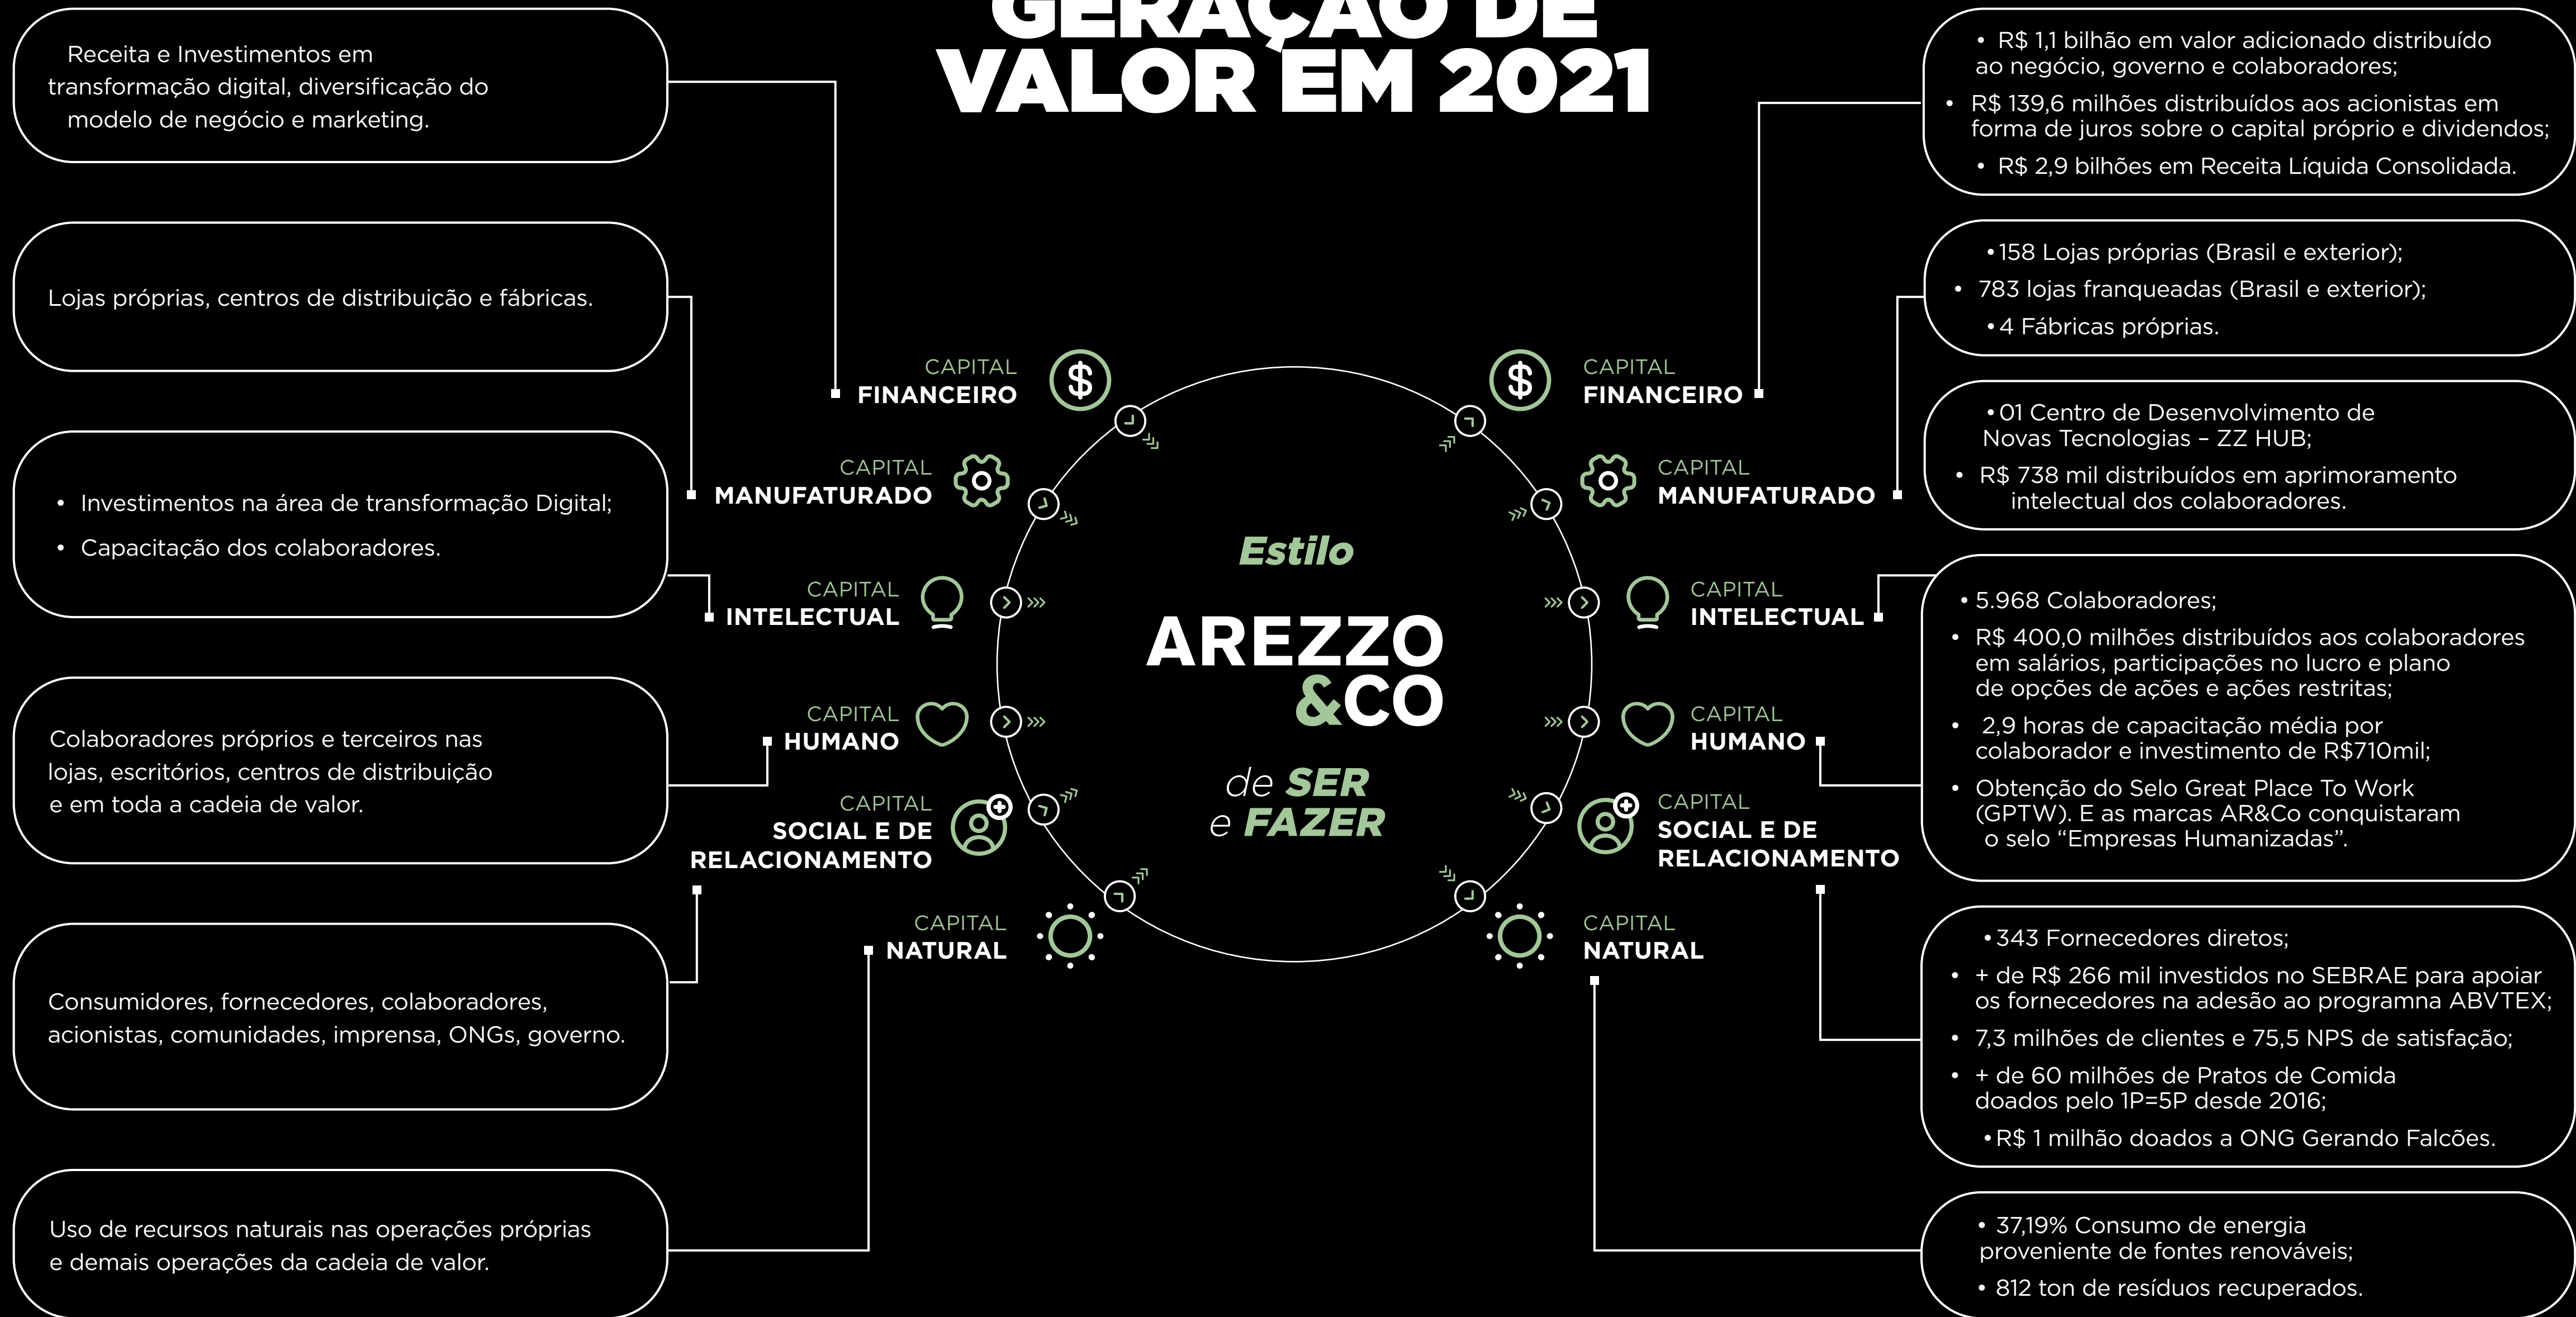 GERAÇÃO DE
VALOR EM 2021
Receita e Investimentos em
transformação digital, diversificação do
modelo de negócio e marketing.
Lojas próprias, centros de distribuição e fábricas.
• Investimentos na área de transformação Digital;
• Capacitação dos colaboradores.
Colaboradores próprios e terceiros nas
lojas, escritórios, centros de distribuição
e em toda a cadeia de valor.
Consumidores, fornecedores, colaboradores,
acionistas, comunidades, imprensa, ONGs, governo.
Uso de recursos naturais nas operações próprias
e demais operações da cadeia de valor.
CAPITAL
FINANCEIRO
CAPITAL
MANUFATURADO
CAPITAL
INTELECTUAL
CAPITAL
HUMANO
CAPITAL
SOCIAL E DE
RELACIONAMENTO
CAPITAL
NATURAL
Estilo
AREZZO
&CO
de SER
e FAZER
CAPITAL
FINANCEIRO
CAPITAL
MANUFATURADO
CAPITAL
INTELECTUAL
CAPITAL
HUMANO
CAPITAL
SOCIAL E DE
RELACIONAMENTO
CAPITAL
NATURAL
• R$ 1,1 bilhão em valor adicionado distribuído
ao negócio, governo e colaboradores;
• R$ 139,6 milhões distribuídos aos acionistas em
forma de juros sobre o capital próprio e dividendos;
• R$ 2,9 bilhões em Receita Líquida Consolidada.
• 158 Lojas próprias (Brasil e exterior);
• 783 lojas franqueadas (Brasil e exterior);
• 4 Fábricas próprias.
• 01 Centro de Desenvolvimento de
Novas Tecnologias – ZZ HUB;
• R$ 738 mil distribuídos em aprimoramento
intelectual dos colaboradores.
• 5.968 Colaboradores;
• R$ 400,0 milhões distribuídos aos colaboradores
em salários, participações no lucro e plano
de opções de ações e ações restritas;
• 2,9 horas de capacitação média por
colaborador e investimento de R$710mil;
• Obtenção do Selo Great Place To Work
(GPTW). E as marcas AR&Co conquistaram
o selo “Empresas Humanizadas”.
• 343 Fornecedores diretos;
• + de R$ 266 mil investidos no SEBRAE para apoiar
os fornecedores na adesão ao programna ABVTEX;
• 7,3 milhões de clientes e 75,5 NPS de satisfação;
• + de 60 milhões de Pratos de Comida
doados pelo 1P=5P desde 2016;
• R$ 1 milhão doados a ONG Gerando Falcões.
• 37,19% Consumo de energia
proveniente de fontes renováveis;
• 812 ton de resíduos recuperados.